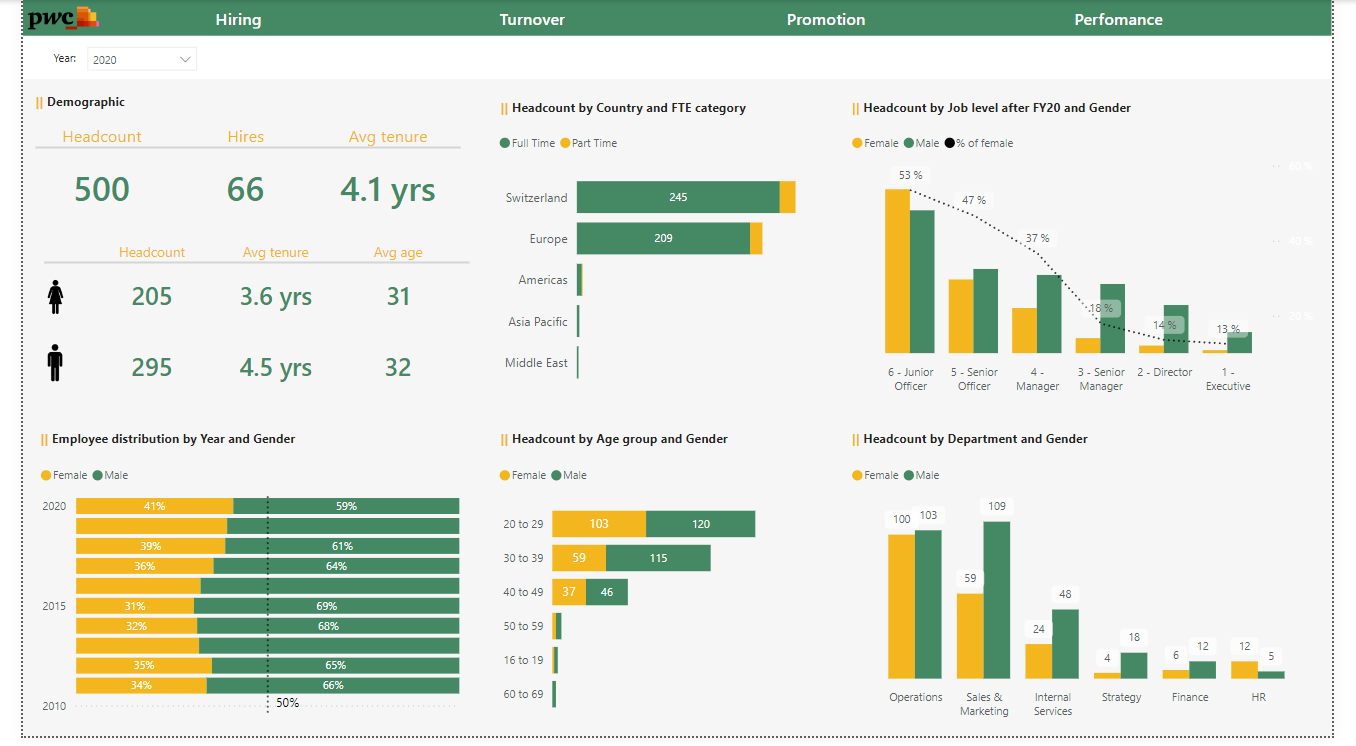 pwc
Hiring
Turnover
Promotion
Perfomance
Year:
2020
Demographic
Headcount Hires Avg tenure
500 66 4.1 yrs
Headcount Avg tenure Avg age
205 3.6 yrs 31
295 4.5 yrs 32
Headcount by Country and FTE category
Full Time Part Time
Switzerland 245
Europe 209
Americas
Asia Pacific
Middle East
Headcount by Job level after FY20 and Gender
Female Male % of female
60 %
53 %
47 %
40 %
37 %
20 %
18 %
14 %
13 %
6 - Junior Officer
5 - Senior Officer
4 - Manager
3 - Senior Manager
2 - Director
1 - Executive
Employee distribution by Year and Gender
Female Male
2020 41% 59%
39% 61%
36% 64%
2015 31% 69%
32% 68%
35% 65%
34% 66%
2010
50%
Headcount by Age group and Gender
Female Male
20 to 29 103 120
30 to 39 59 115
40 to 49 37 46
50 to 59
16 to 19
60 to 69
Headcount by Department and Gender
Female Male
100 103
59 109
24 48
4 18
6 12
12 5
Operations
Sales & Marketing
Internal Services
Strategy
Finance
HR